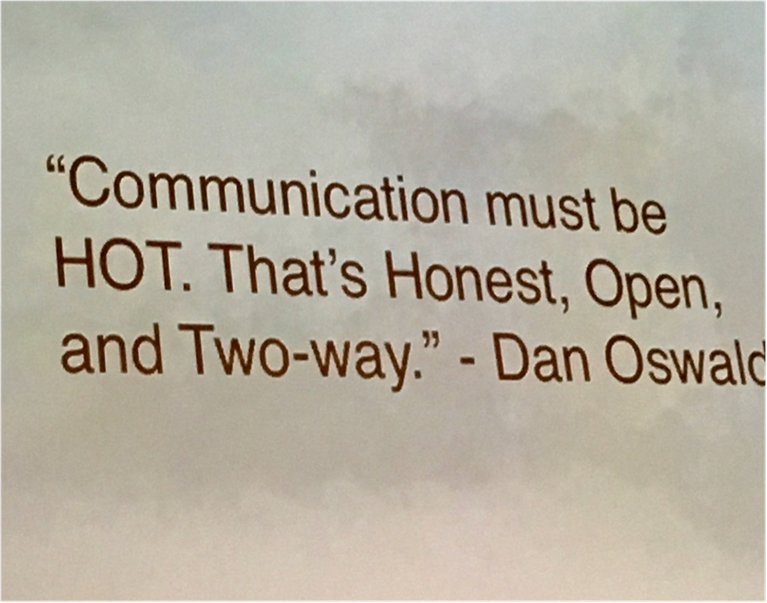 “Communication must be
HOT. That’s Honest, Open,
and Two-way.” - Dan Oswald